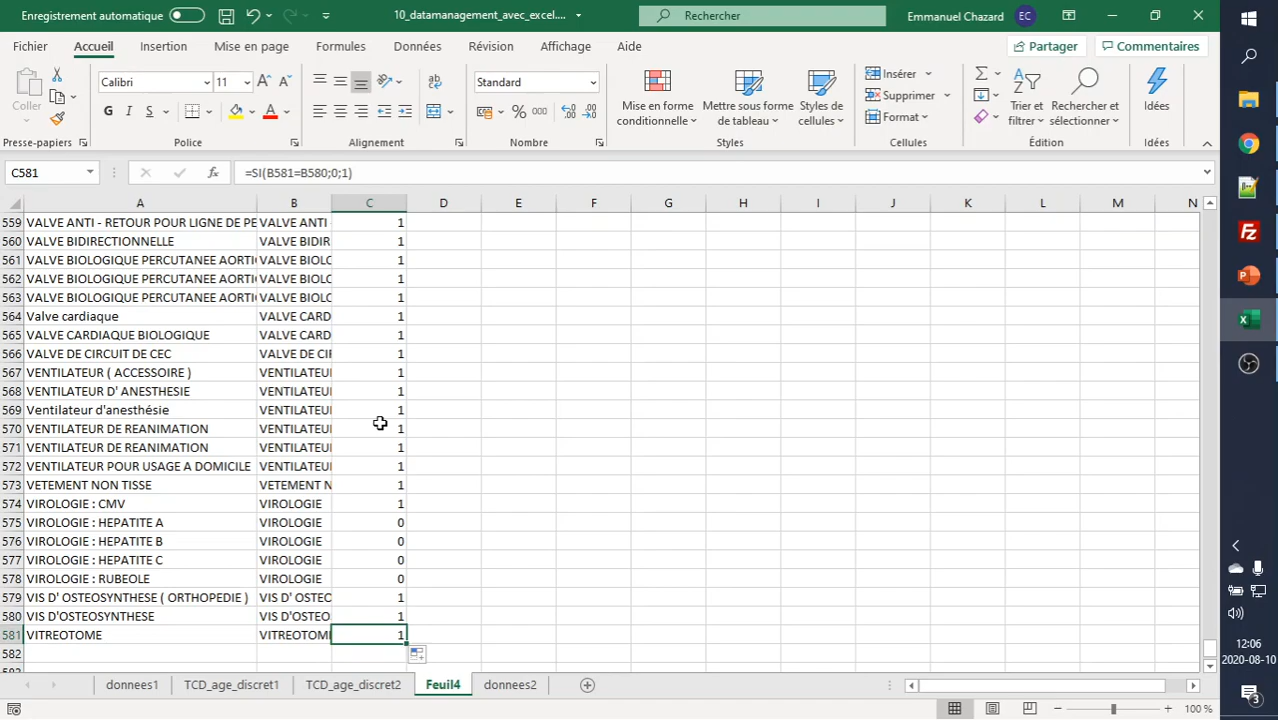 Enregistrement automatique
10_datamanagement_avec_excel....
Rechercher
Emmanuel Chazard
EC
Fichier
Accueil
Insertion
Mise en page
Formules
Données
Révision
Affichage
Aide
Partager
Commentaires
Coller
Calibri
11
Standard
Mise en forme conditionnelle
Mettre sous forme de tableau
Styles de cellules
Insérer
Supprimer
Format
Trier et filtrer
Rechercher et sélectionner
Idées
G I S
Presse-papiers
Police
Alignement
Nombre
Styles
Cellules
Édition
Idées
C581
=SI(B581=B580;0;1)
A B C D E F G H I J K L M N
559 VALVE ANTI - RETOUR POUR LIGNE DE PE VALVE ANTI 1
560 VALVE BIDIRECTIONNELLE VALVE BIDIR 1
561 VALVE BIOLOGIQUE PERCUTANEE AORTI VALVE BIOLO 1
562 VALVE BIOLOGIQUE PERCUTANEE AORTI VALVE BIOLO 1
563 VALVE BIOLOGIQUE PERCUTANEE AORTI VALVE BIOLO 1
564 Valve cardiaque VALVE CARD 1
565 VALVE CARDIAQUE BIOLOGIQUE VALVE CARD 1
566 VALVE DE CIRCUIT DE CEC VALVE DE CIR 1
567 VENTILATEUR ( ACCESSOIRE ) VENTILATEUR 1
568 VENTILATEUR D' ANESTHESIE VENTILATEUR 1
569 Ventilateur d'anesthésie VENTILATEUR 1
570 VENTILATEUR DE REANIMATION VENTILATEUR 1
571 VENTILATEUR DE REANIMATION VENTILATEUR 1
572 VENTILATEUR POUR USAGE A DOMICILE VENTILATEUR 1
573 VETEMENT NON TISSE VETEMENT N 1
574 VIROLOGIE : CMV VIROLOGIE 1
575 VIROLOGIE : HEPATITE A VIROLOGIE 0
576 VIROLOGIE : HEPATITE B VIROLOGIE 0
577 VIROLOGIE : HEPATITE C VIROLOGIE 0
578 VIROLOGIE : RUBEOLE VIROLOGIE 0
579 VIS D' OSTEOSYNTHESE ( ORTHOPEDIE ) VIS D' OSTEO 1
580 VIS D'OSTEOSYNTHESE VIS D'OSTEO 1
581 VITREOTOME VITREOTOME 1
582
donnees1
TCD_age_discret1
TCD_age_discret2
Feuil4
donnees2
100 %
12:06
2020-08-10
3